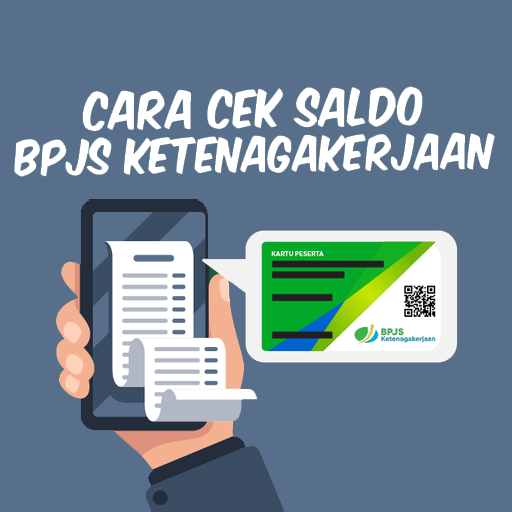 CARA CEK SALDO
BPJS KETENAGAKERJAAN
KARTU PESERTA
BPJS
Ketenagakerjaan